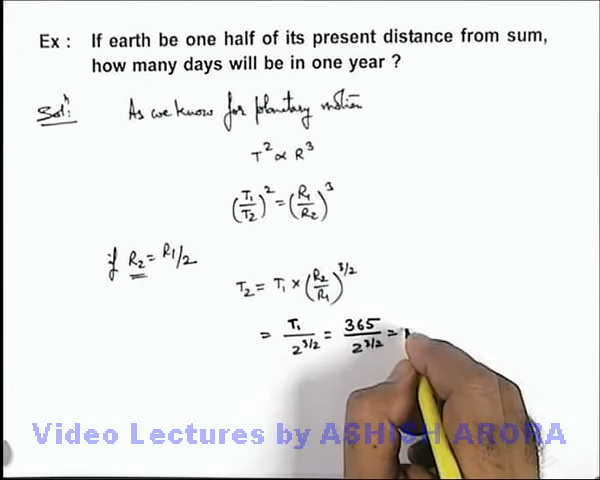 Ex : If earth be one half of its present distance from sum,
how many days will be in one year ?
Solⁿ: As we know for planetary motion
T² ∝ R³
(T₁/T₂)² = (R₁/R₂)³
if R₂ = R₁/2
T₂ = T₁ × (R₂/R₁)^3/2
= T₁/2^3/2 = 365/2^3/2 =
Video Lectures by ASHISH ARORA